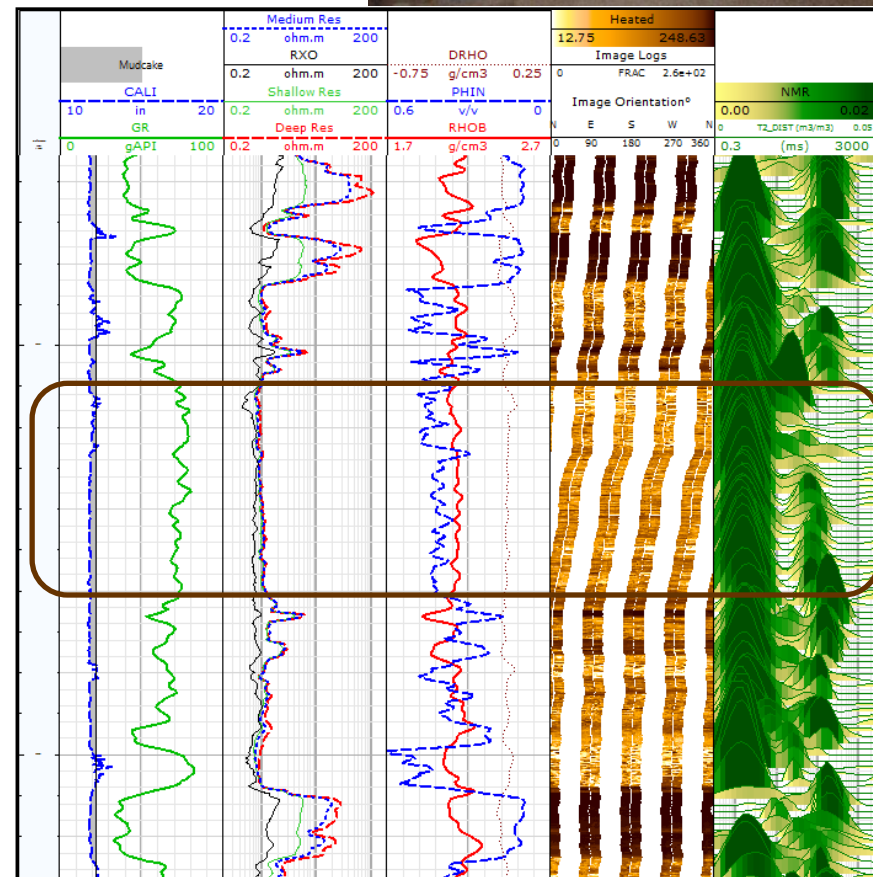 Mudcake
CALI
10 in 20
GR
0 gAPI 100
Medium Res
0.2 ohm.m 200
RXO
0.2 ohm.m 200
Shallow Res
0.2 ohm.m 200
Deep Res
0.2 ohm.m 200
DRHO
-0.75 g/cm3 0.25
PHIN
0.6 v/v 0
RHOB
1.7 g/cm3 2.7
Heated
12.75 248.63
Image Logs
0 FRAC 2.6e+02
Image Orientation°
N E S W N
0 90 180 270 360
NMR
0.00 0.02
0 T2_DIST (m3/m3) 0.05
0.3 (ms) 3000